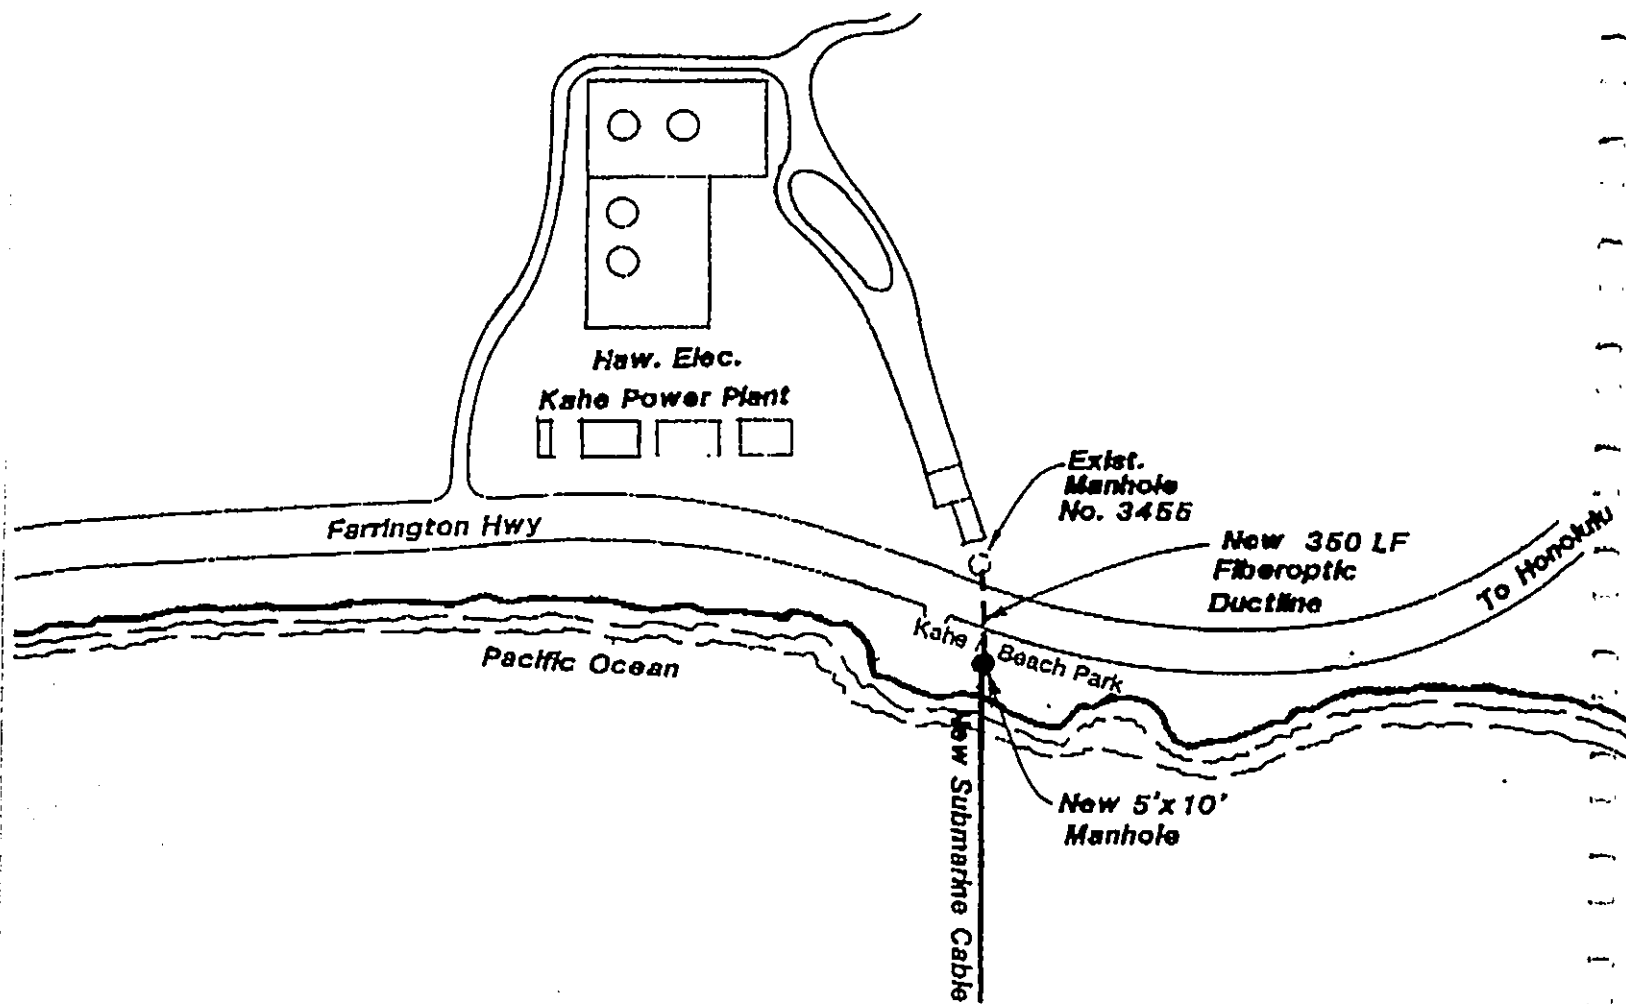 Haw. Elec.
Kahe Power Plant
Exist.
Manhole
No. 3455
Farrington Hwy
New 350 LF
Fiberoptic
Ductline
To Honolulu
Kahe
Beach Park
Pacific Ocean
New Submarine Cable
New 5'x10'
Manhole